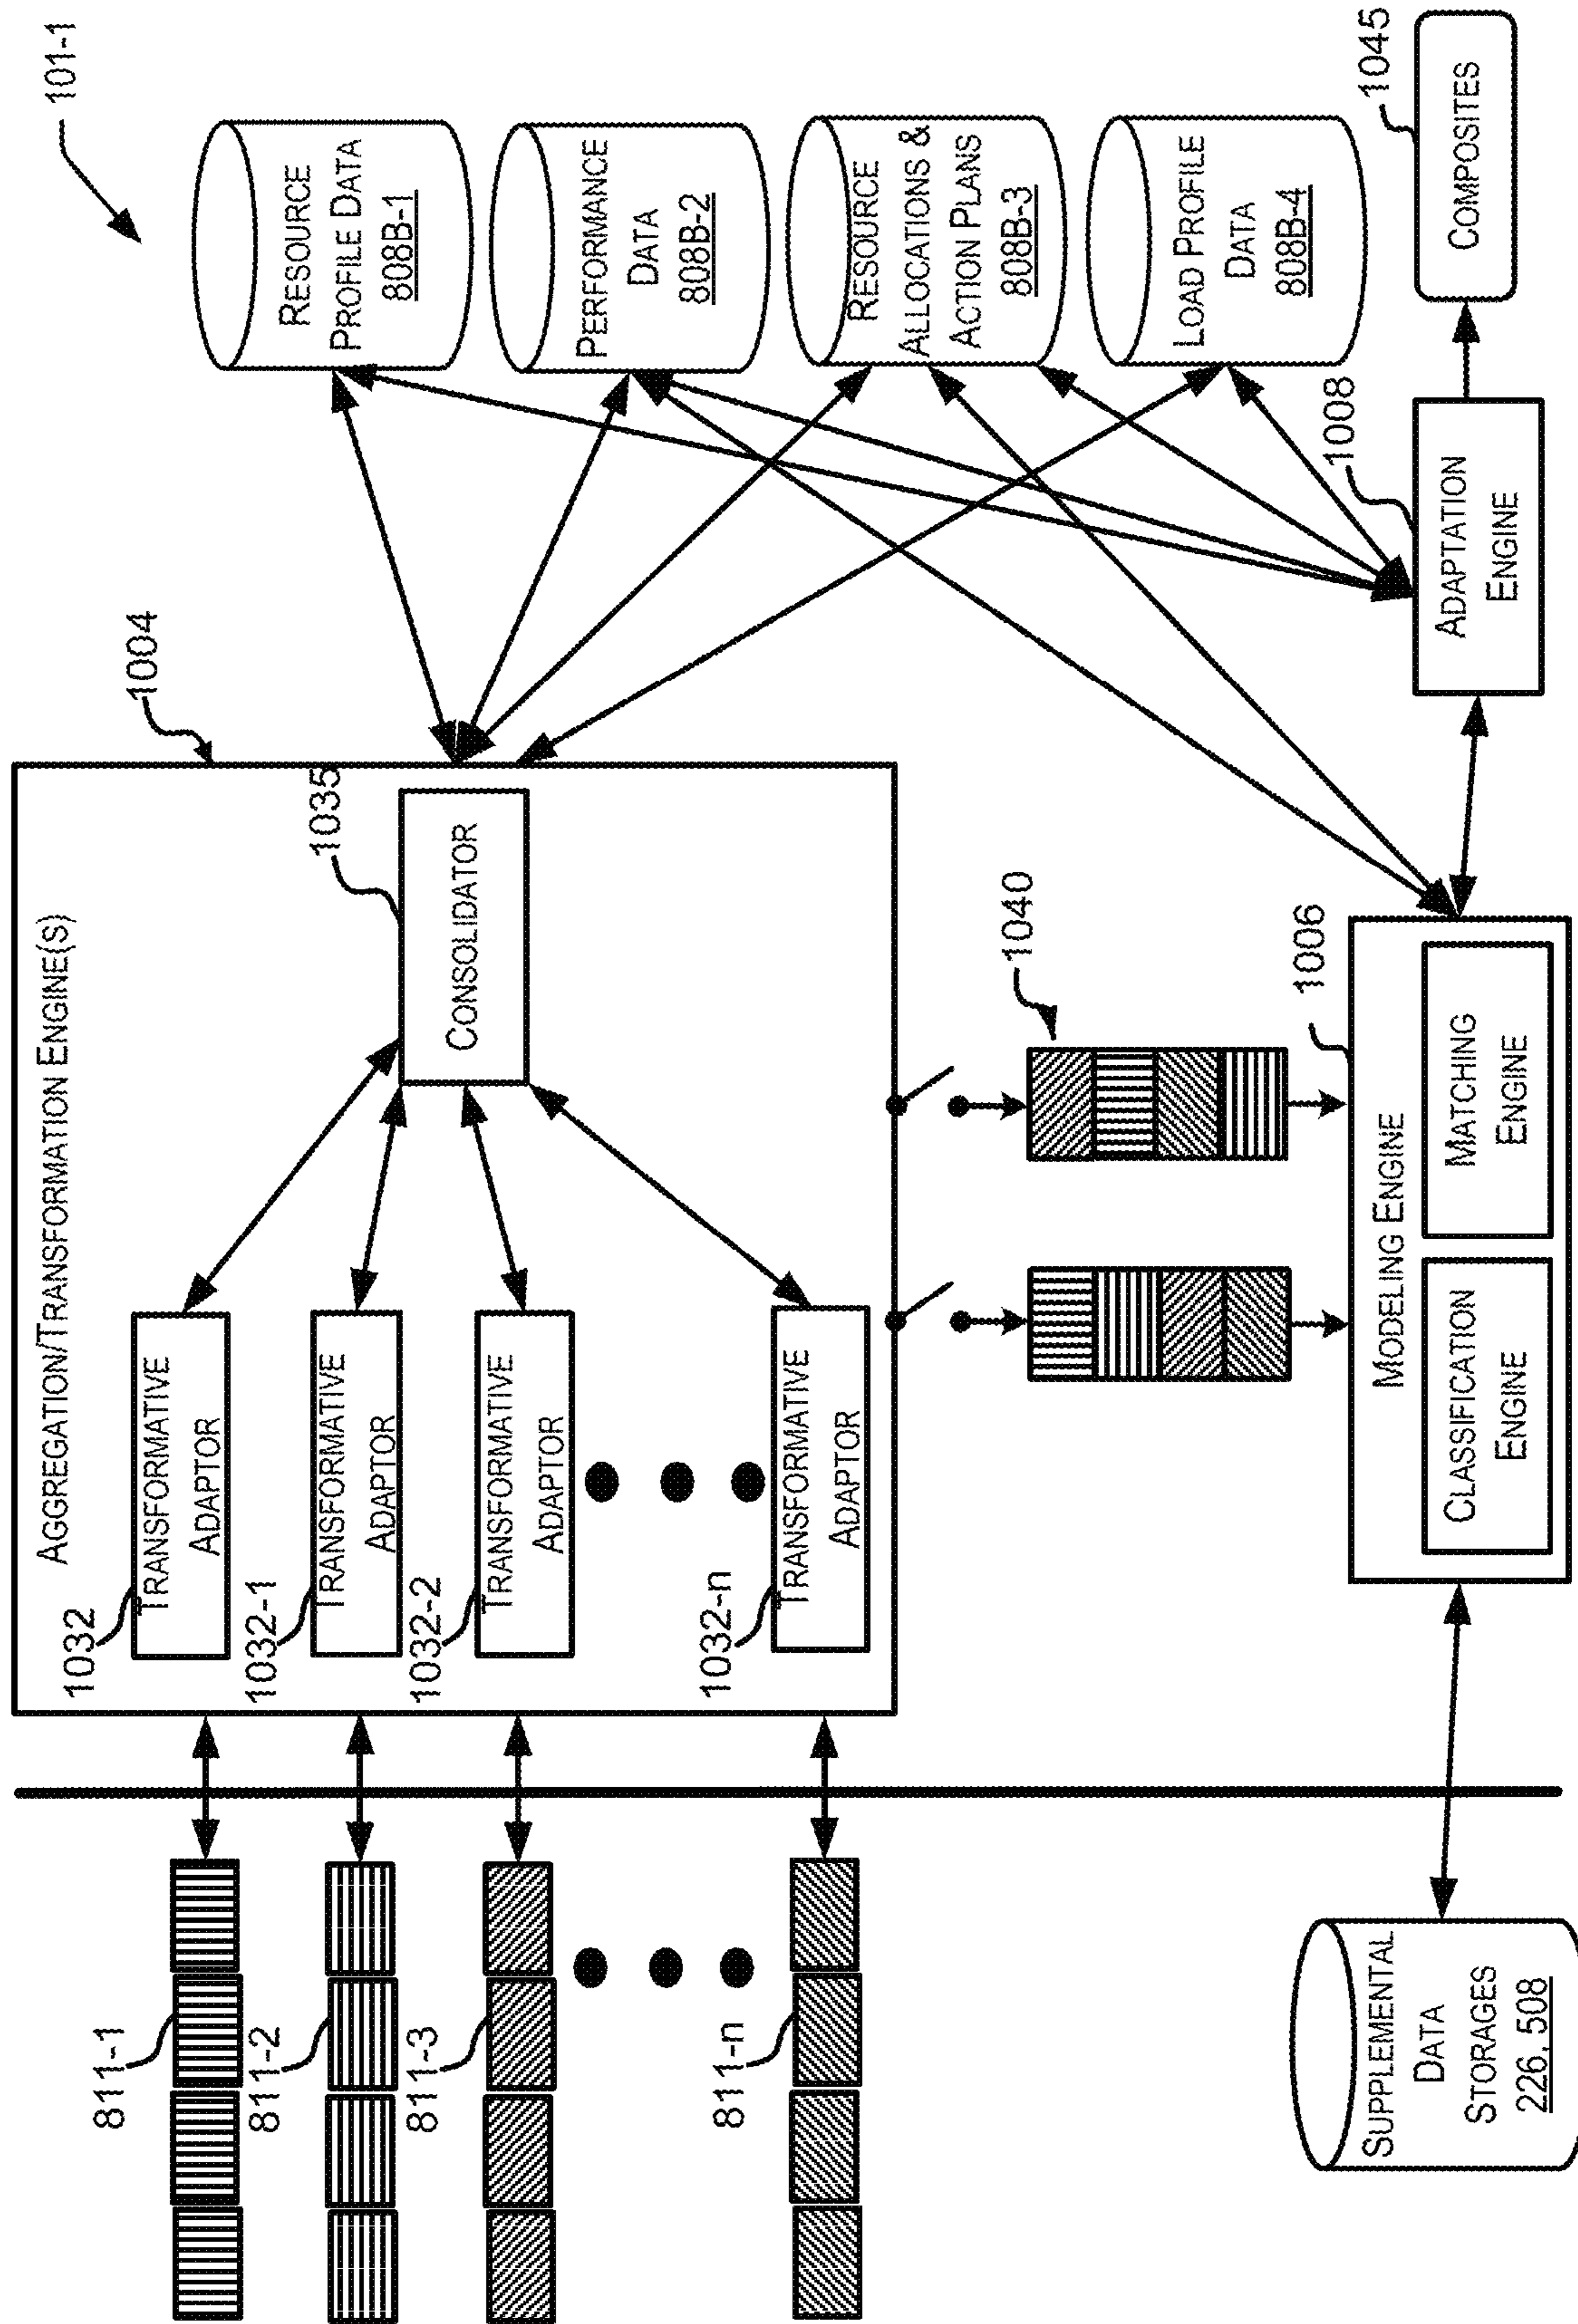 101-1
1004
AGGREGATION/TRANSFORMATION ENGINE(S)
811-1
1032
TRANSFORMATIVE
ADAPTOR
811-2
1032-1
TRANSFORMATIVE
ADAPTOR
811-3
1032-2
TRANSFORMATIVE
ADAPTOR
811-n
1032-n
TRANSFORMATIVE
ADAPTOR
1035
CONSOLIDATOR
RESOURCE
PROFILE DATA
808B-1
PERFORMANCE
DATA
808B-2
RESOURCE
ALLOCATIONS &
ACTION PLANS
808B-3
LOAD PROFILE
DATA
808B-4
1040
SUPPLEMENTAL
DATA
STORAGES
226, 508
1006
MODELING ENGINE
CLASSIFICATION
ENGINE
MATCHING
ENGINE
1008
ADAPTATION
ENGINE
1045
COMPOSITES